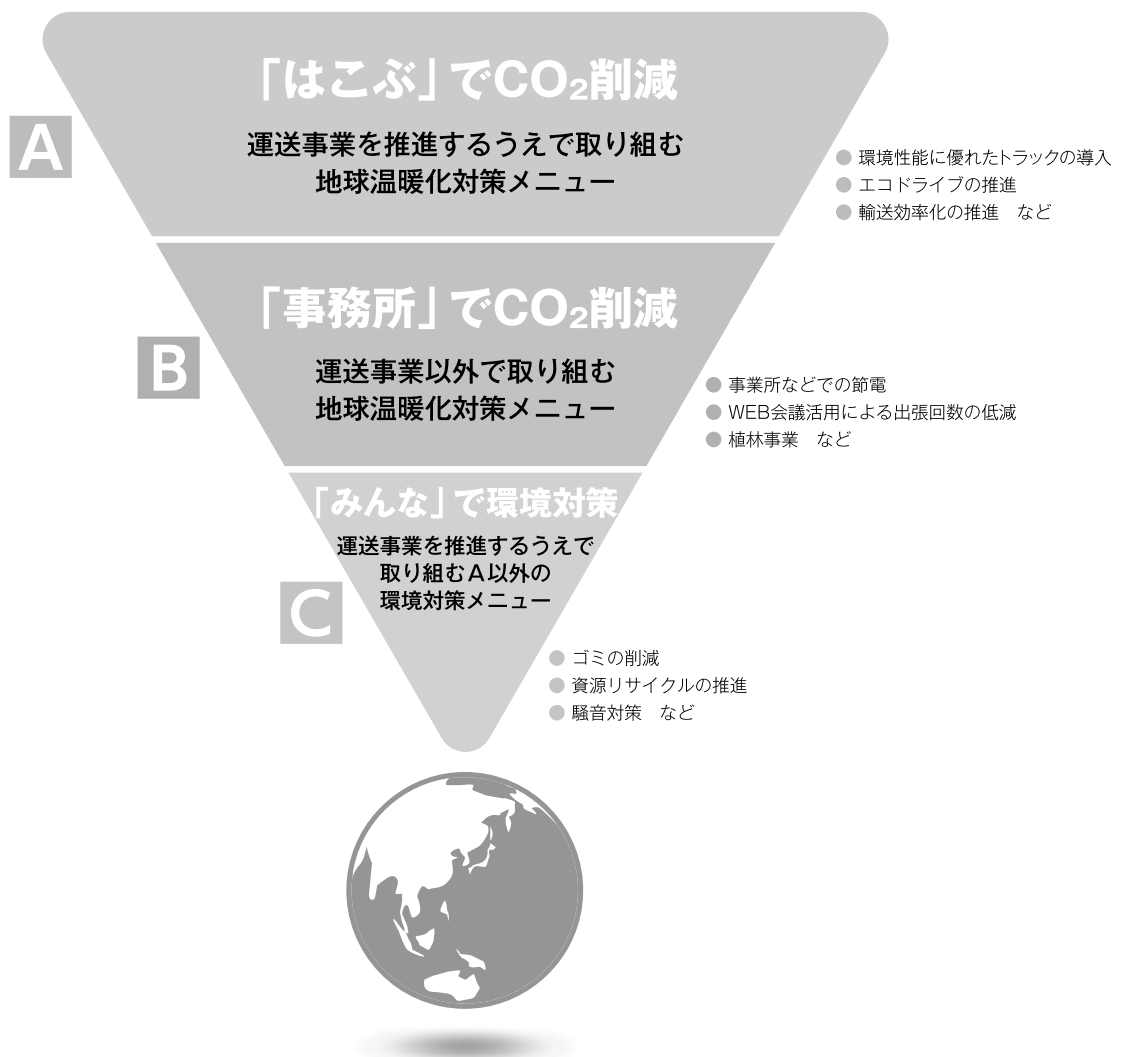 A
「はこぶ」でCO₂削減
運送事業を推進するうえで取り組む
地球温暖化対策メニュー
● 環境性能に優れたトラックの導入
● エコドライブの推進
● 輸送効率化の推進　など
B
「事務所」でCO₂削減
運送事業以外で取り組む
地球温暖化対策メニュー
● 事業所などでの節電
● WEB会議活用による出張回数の低減
● 植林事業　など
C
「みんな」で環境対策
運送事業を推進するうえで
取り組むA以外の
環境対策メニュー
● ゴミの削減
● 資源リサイクルの推進
● 騒音対策　など